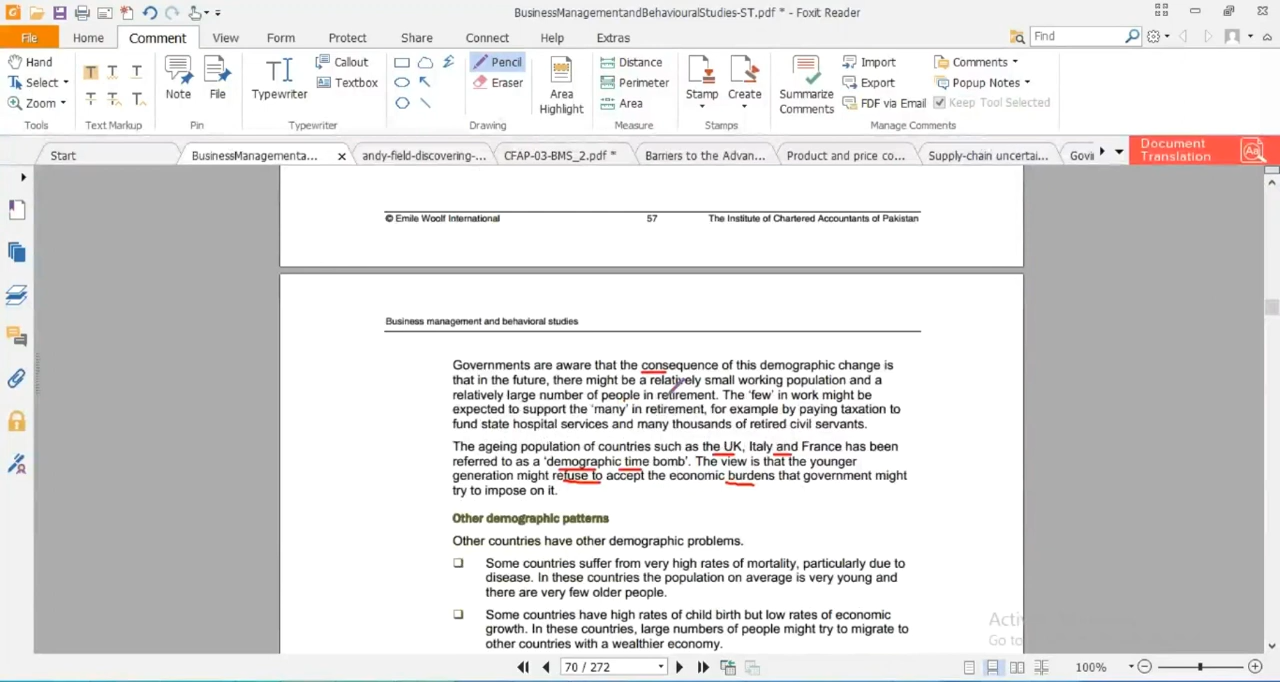 BusinessManagementandBehaviouralStudies-ST.pdf * - Foxit Reader
File Home Comment View Form Protect Share Connect Help Extras Find
Hand
Select
Zoom
Tools
Text Markup
Note
File
Pin
Typewriter
Callout
Textbox
Typewriter
Pencil
Eraser
Drawing
Area
Highlight
Distance
Perimeter
Area
Measure
Stamp
Create
Stamps
Summarize
Comments
Import
Export
FDF via Email
Comments
Popup Notes
Keep Tool Selected
Manage Comments
Start BusinessManagementa... andy-field-discovering-... CFAP-03-BMS_2.pdf * Barriers to the Advan... Product and price co... Supply-chain uncertai... Govi
Document
Translation
© Emile Woolf International 57 The Institute of Chartered Accountants of Pakistan
Business management and behavioral studies
Governments are aware that the consequence of this demographic change is
that in the future, there might be a relatively small working population and a
relatively large number of people in retirement. The ‘few’ in work might be
expected to support the ‘many’ in retirement, for example by paying taxation to
fund state hospital services and many thousands of retired civil servants.
The ageing population of countries such as the UK, Italy and France has been
referred to as a ‘demographic time bomb’. The view is that the younger
generation might refuse to accept the economic burdens that government might
try to impose on it.
Other demographic patterns
Other countries have other demographic problems.
Some countries suffer from very high rates of mortality, particularly due to
disease. In these countries the population on average is very young and
there are very few older people.
Some countries have high rates of child birth but low rates of economic
growth. In these countries, large numbers of people might try to migrate to
other countries with a wealthier economy.
Acti
Go to
70 / 272
100%